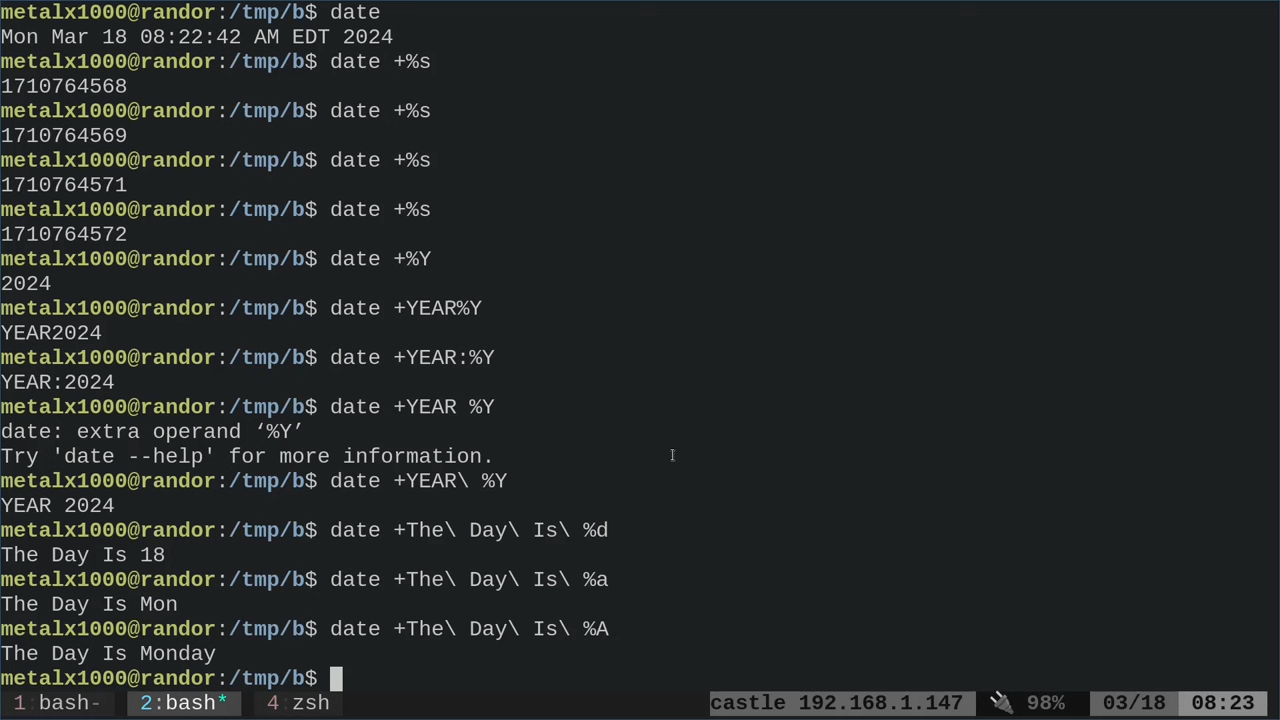 metalx1000@randor:/tmp/b$ date
Mon Mar 18 08:22:42 AM EDT 2024
metalx1000@randor:/tmp/b$ date +%s
1710764568
metalx1000@randor:/tmp/b$ date +%s
1710764569
metalx1000@randor:/tmp/b$ date +%s
1710764571
metalx1000@randor:/tmp/b$ date +%s
1710764572
metalx1000@randor:/tmp/b$ date +%Y
2024
metalx1000@randor:/tmp/b$ date +YEAR%Y
YEAR2024
metalx1000@randor:/tmp/b$ date +YEAR:%Y
YEAR:2024
metalx1000@randor:/tmp/b$ date +YEAR %Y
date: extra operand ‘%Y’
Try 'date --help' for more information.
metalx1000@randor:/tmp/b$ date +YEAR\ %Y
YEAR 2024
metalx1000@randor:/tmp/b$ date +The\ Day\ Is\ %d
The Day Is 18
metalx1000@randor:/tmp/b$ date +The\ Day\ Is\ %a
The Day Is Mon
metalx1000@randor:/tmp/b$ date +The\ Day\ Is\ %A
The Day Is Monday
metalx1000@randor:/tmp/b$
1:bash- 2:bash* 4:zsh castle 192.168.1.147 98% 03/18 08:23